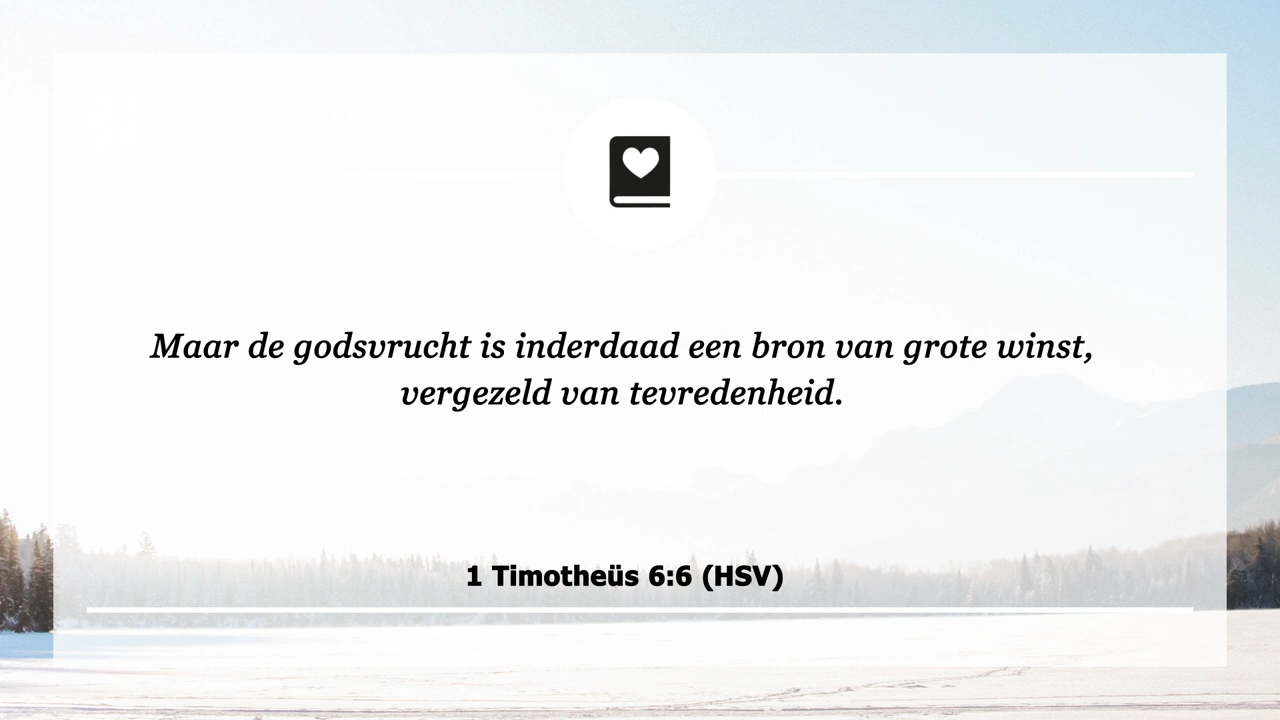 Maar de godsvrucht is inderdaad een bron van grote winst,
vergezeld van tevredenheid.
1 Timotheüs 6:6 (HSV)